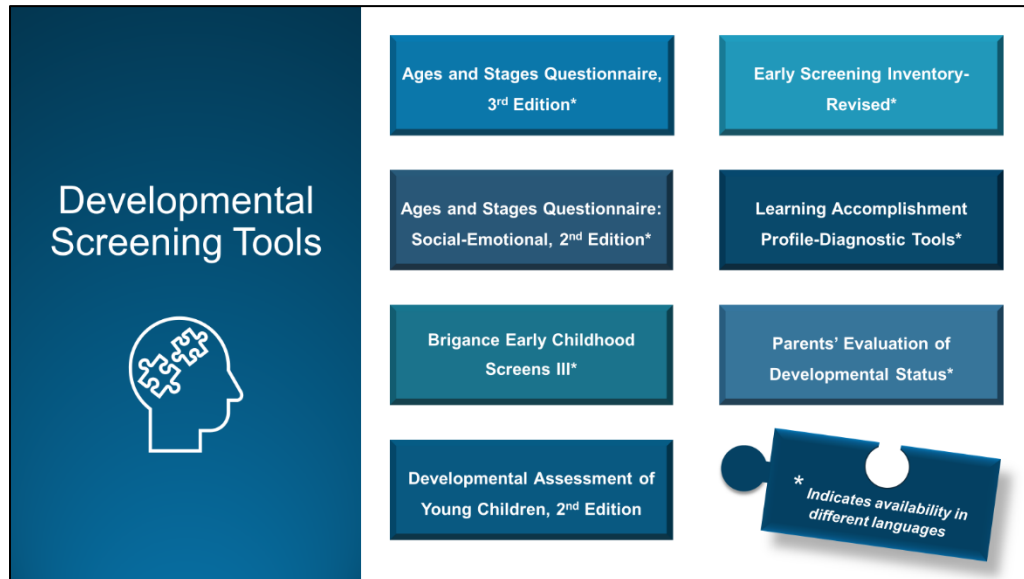 Developmental
Screening Tools
Ages and Stages Questionnaire,
3rd Edition*
Ages and Stages Questionnaire:
Social-Emotional, 2nd Edition*
Brigance Early Childhood
Screens III*
Developmental Assessment of
Young Children, 2nd Edition
Early Screening Inventory-
Revised*
Learning Accomplishment
Profile-Diagnostic Tools*
Parents’ Evaluation of
Developmental Status*
* Indicates availability in
different languages